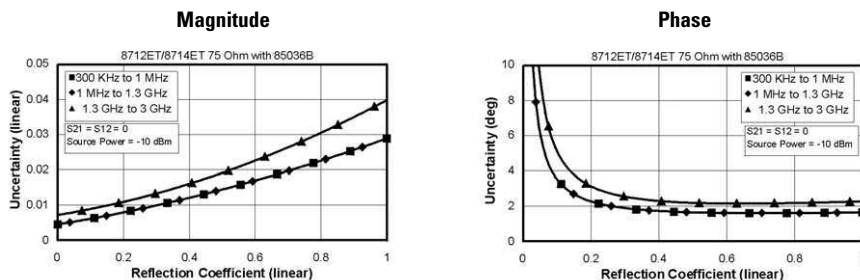 Magnitude
8712ET/8714ET 75 Ohm with 85036B
0.05
0.04
0.03
0.02
0.01
0
Uncertainty (linear)
300 KHz to 1 MHz
1 MHz to 1.3 GHz
1.3 GHz to 3 GHz
S21 = S12 = 0
Source Power = -10 dBm
0
0.2
0.4
0.6
0.8
1
Reflection Coefficient (linear)
Phase
8712ET/8714ET 75 Ohm with 85036B
10
8
6
4
2
0
Uncertainty (deg)
300 KHz to 1 MHz
1 MHz to 1.3 GHz
1.3 GHz to 3 GHz
S21 = S12 = 0
Source Power = -10 dBm
0
0.2
0.4
0.6
0.8
Reflection Coefficient (linear)